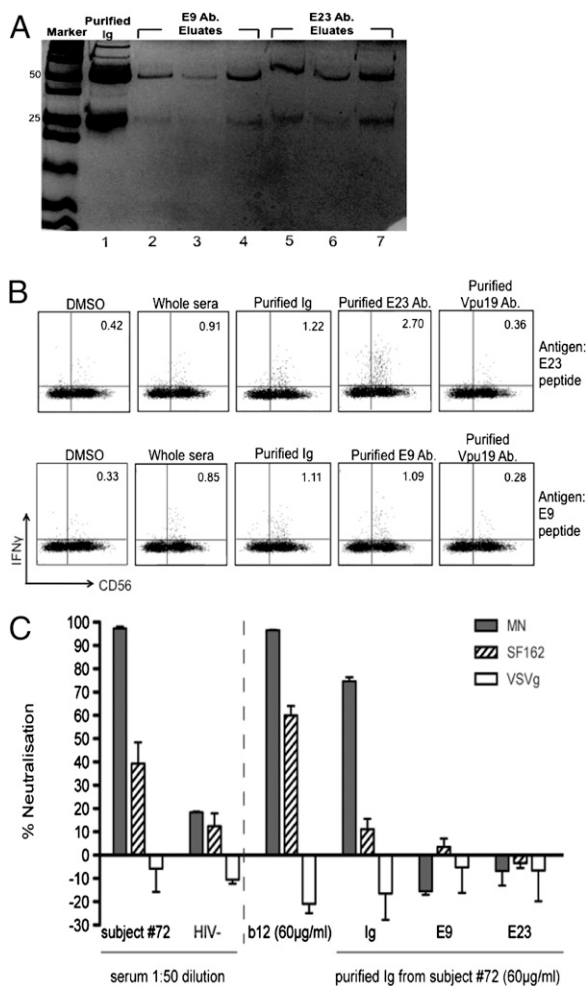 A
Marker
Purified
Ig
E9 Ab.
Eluates
E23 Ab.
Eluates
50
25
1 2 3 4 5 6 7
B
DMSO Whole sera Purified Ig Purified E23 Ab. Purified Vpu19 Ab.
0.42 0.91 1.22 2.70 0.36
Antigen:
E23
peptide
DMSO Whole sera Purified Ig Purified E9 Ab. Purified Vpu19 Ab.
0.33 0.85 1.11 1.09 0.28
Antigen:
E9
peptide
IFNγ
CD56
C
% Neutralisation
100
90
80
70
60
50
40
30
20
10
0
-10
-20
-30
MN
SF162
VSVg
subject #72 HIV- b12 (60µg/ml) Ig E9 E23
serum 1:50 dilution purified Ig from subject #72 (60µg/ml)